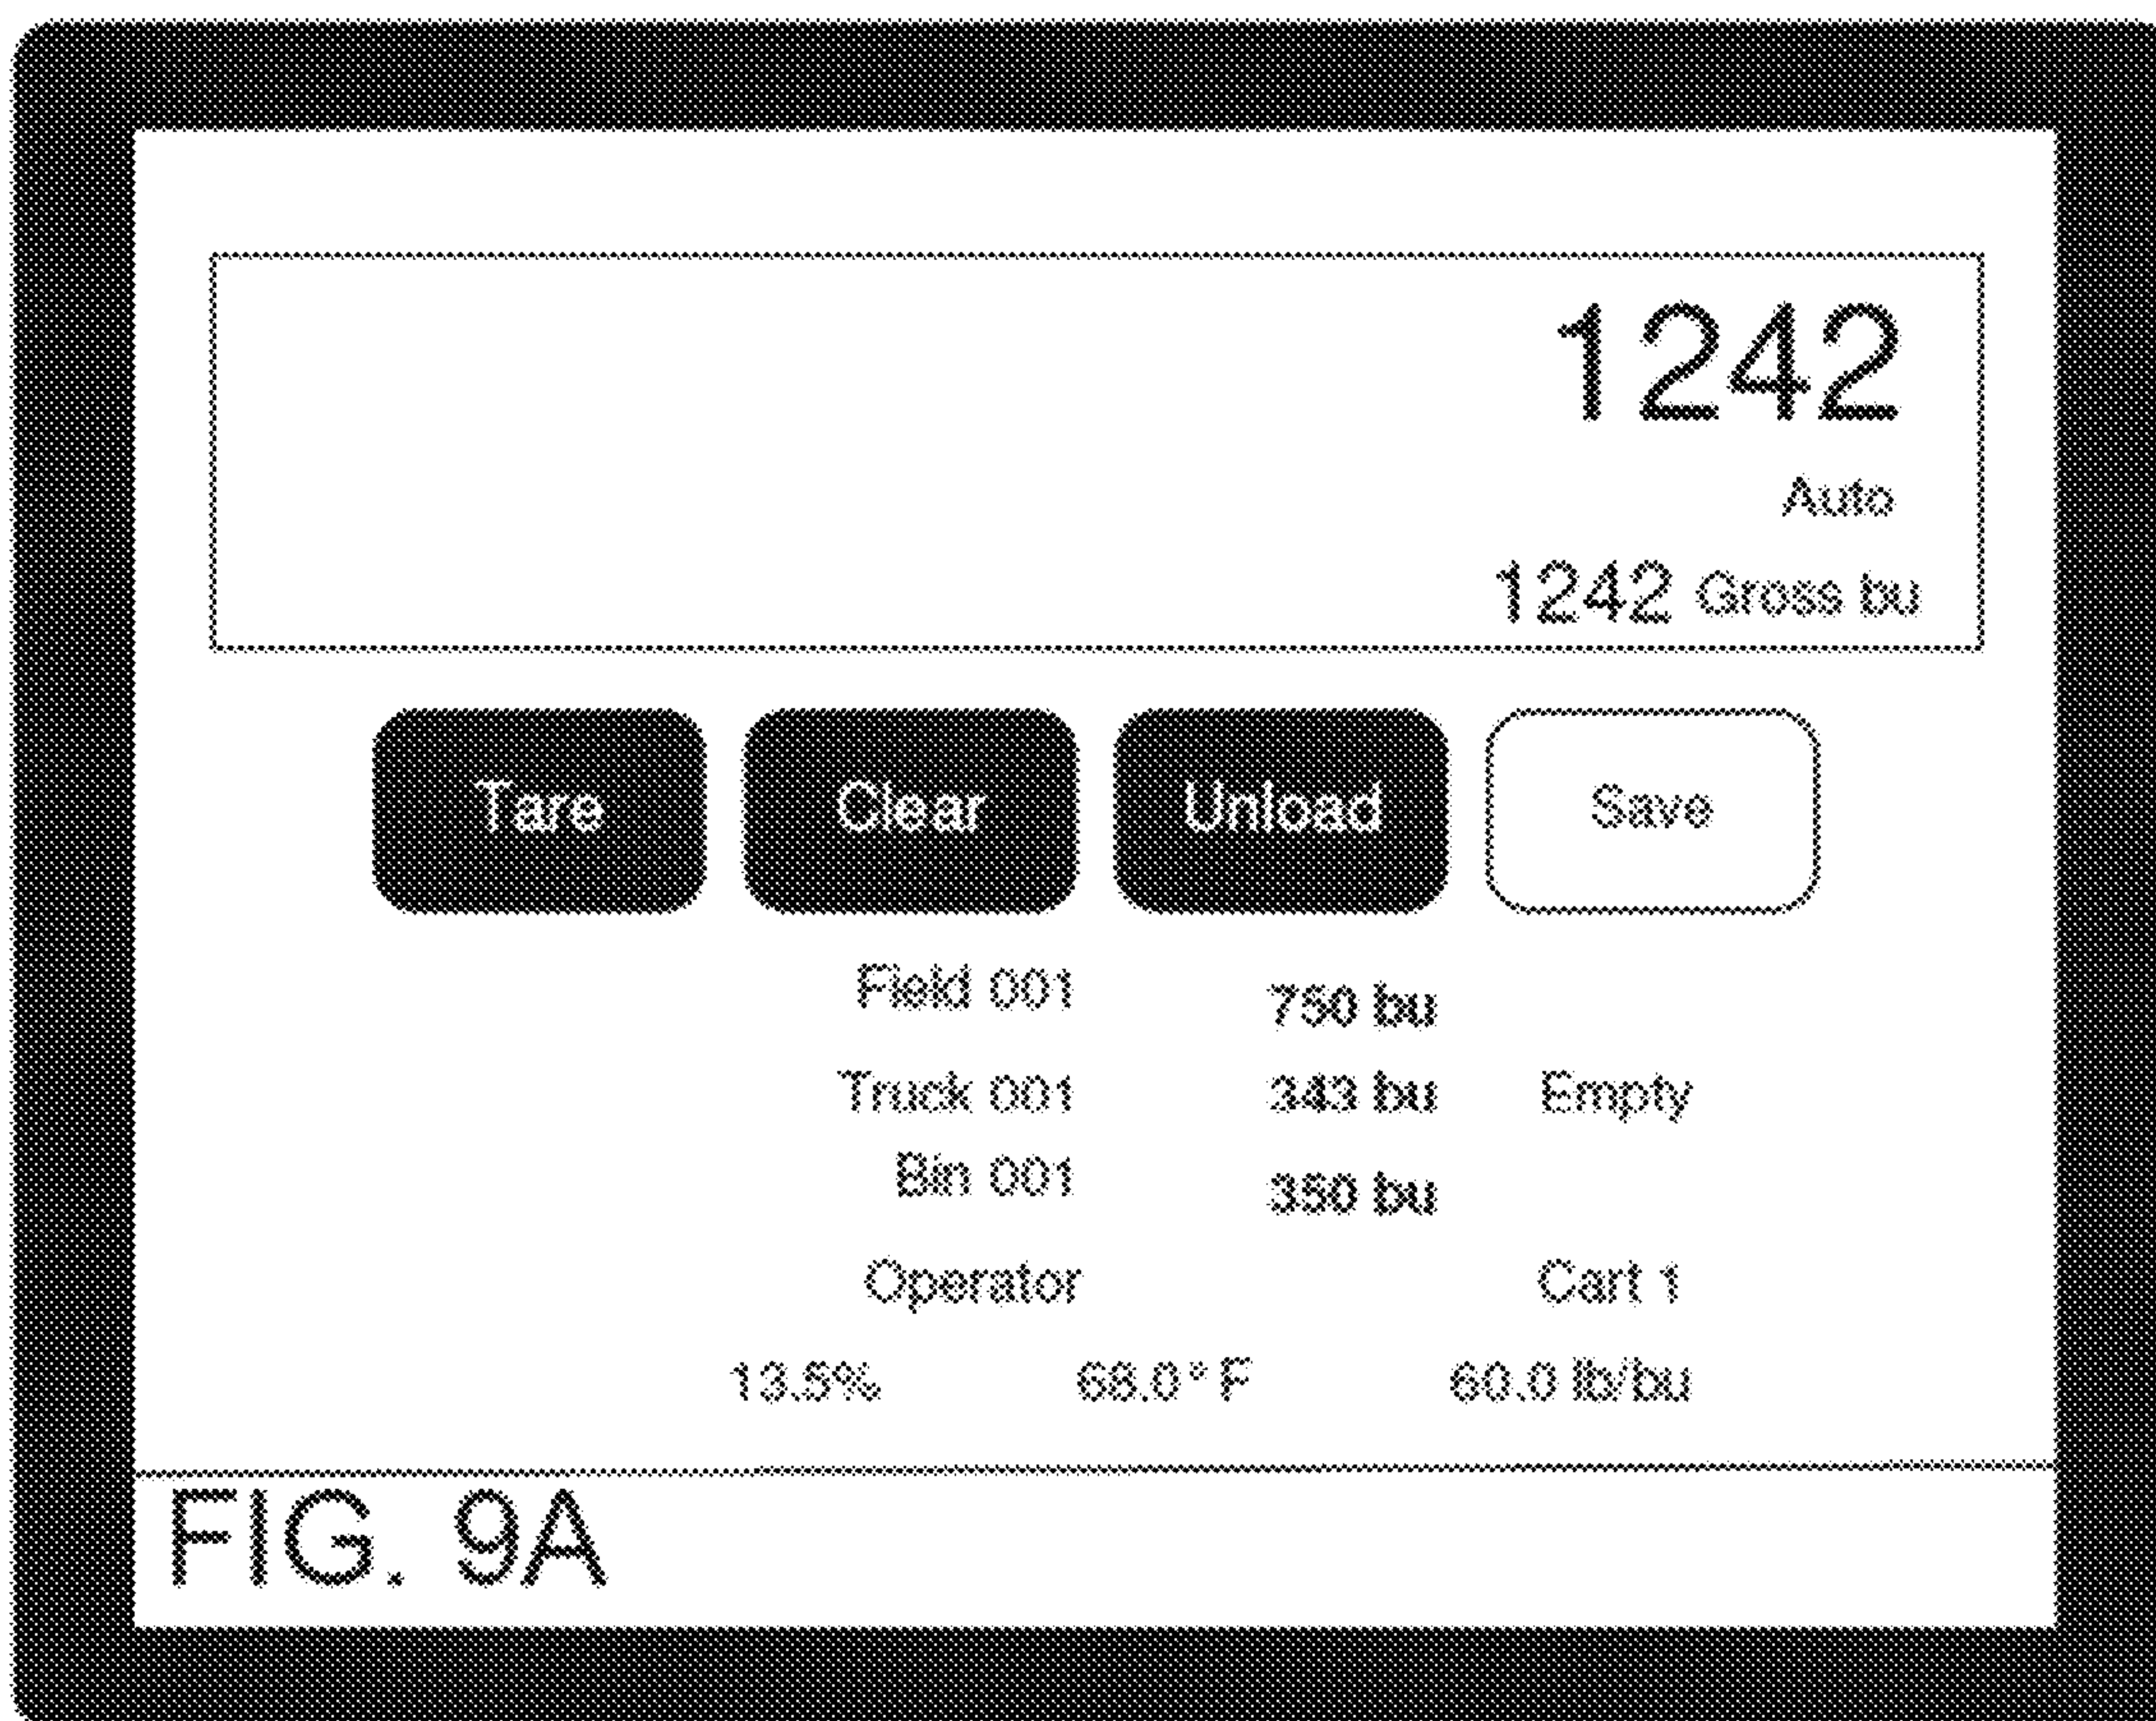 1242
Auto
1242 Gross bu
Tare Clear Unload Save
Field 001 750 bu
Truck 001 343 bu Empty
Bin 001 350 bu
Operator Cart 1
13.5% 68.0° F 60.0 lb/bu
FIG. 9A